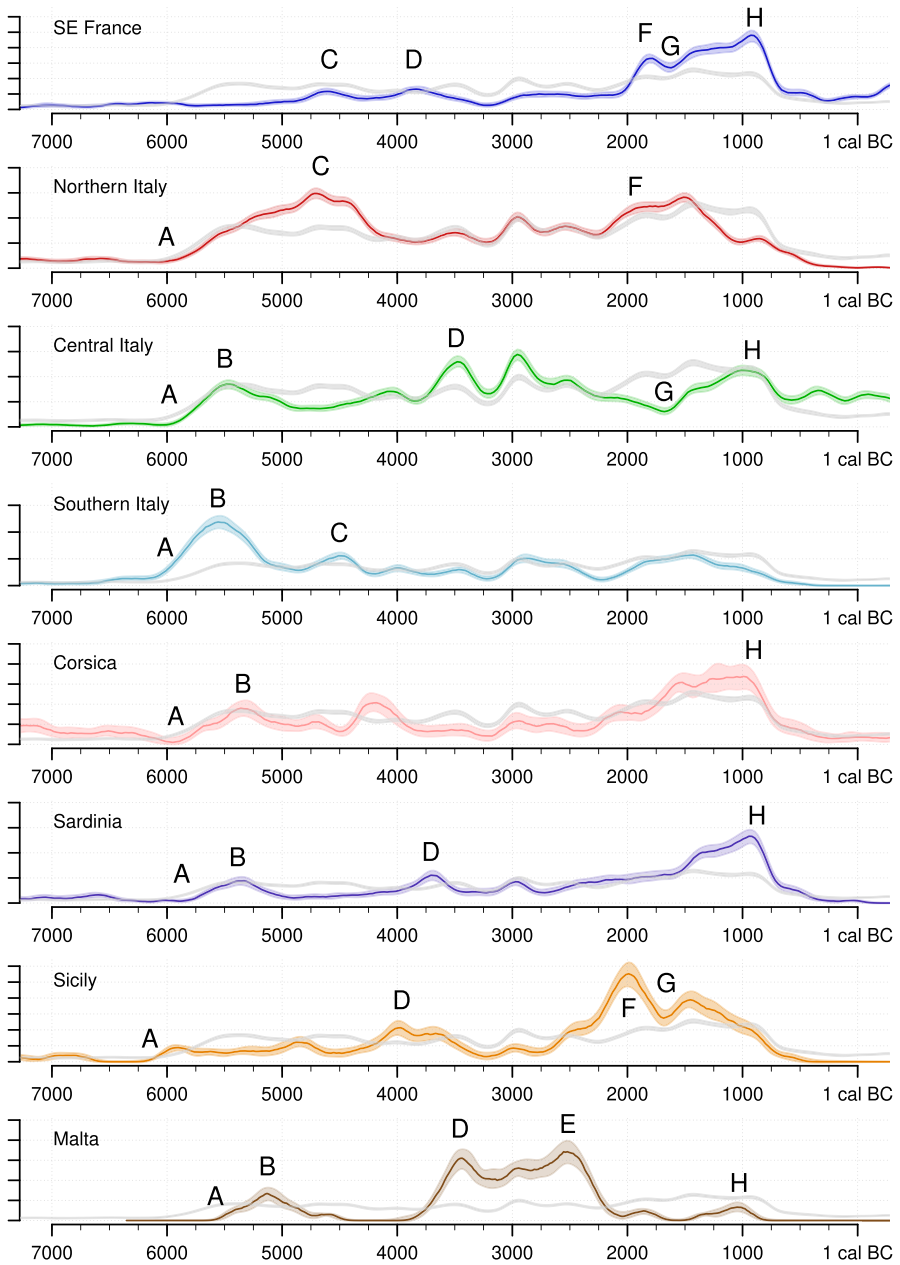 H
SE France
F
G
C
D
7000 6000 5000 4000 3000 2000 1000 1 cal BC
C
Northern Italy
F
A
7000 6000 5000 4000 3000 2000 1000 1 cal BC
D
Central Italy
B
H
A
G
7000 6000 5000 4000 3000 2000 1000 1 cal BC
B
Southern Italy
C
A
7000 6000 5000 4000 3000 2000 1000 1 cal BC
H
Corsica
B
A
7000 6000 5000 4000 3000 2000 1000 1 cal BC
H
Sardinia
D
B
A
7000 6000 5000 4000 3000 2000 1000 1 cal BC
Sicily
G
D
F
A
7000 6000 5000 4000 3000 2000 1000 1 cal BC
D
E
Malta
B
H
A
7000 6000 5000 4000 3000 2000 1000 1 cal BC